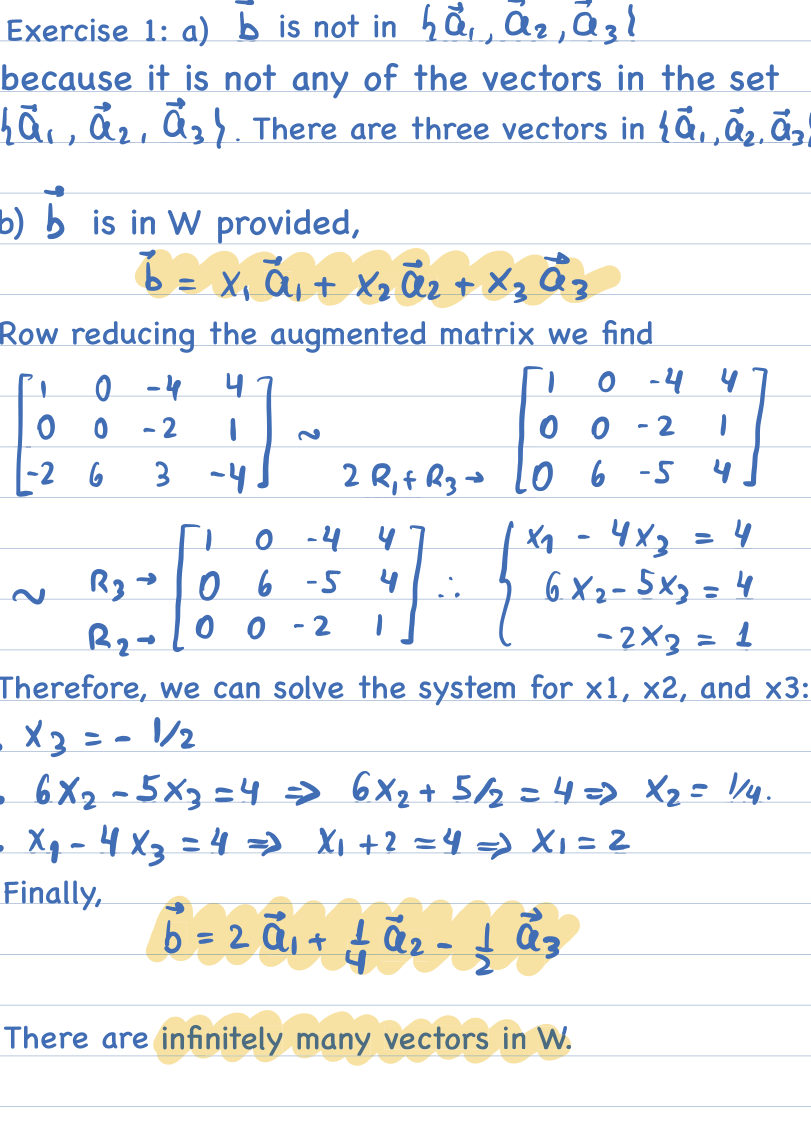 Exercise 1: a) b⃗ is not in {a⃗₁, a⃗₂, a⃗₃}
because it is not any of the vectors in the set
{a⃗₁, a⃗₂, a⃗₃}. There are three vectors in {a⃗₁, a⃗₂, a⃗₃}
b) b⃗ is in W provided,
b⃗ = x₁ a⃗₁ + x₂ a⃗₂ + x₃ a⃗₃
Row reducing the augmented matrix we find
[1 0 -4 4; 0 0 -2 1; -2 6 3 -4] ~ 2R₁+R₃→ [1 0 -4 4; 0 0 -2 1; 0 6 -5 4]
~ R₃→ R₂→ [1 0 -4 4; 0 6 -5 4; 0 0 -2 1] ∴ { x₁ - 4x₃ = 4; 6x₂ - 5x₃ = 4; -2x₃ = 1
Therefore, we can solve the system for x1, x2, and x3:
. x₃ = - 1/2
. 6x₂ - 5x₃ = 4 ⇒ 6x₂ + 5/2 = 4 ⇒ x₂ = 1/4.
. x₁ - 4x₃ = 4 ⇒ x₁ + 2 = 4 ⇒ x₁ = 2
Finally,
b⃗ = 2 a⃗₁ + 1/4 a⃗₂ - 1/2 a⃗₃
There are infinitely many vectors in W.